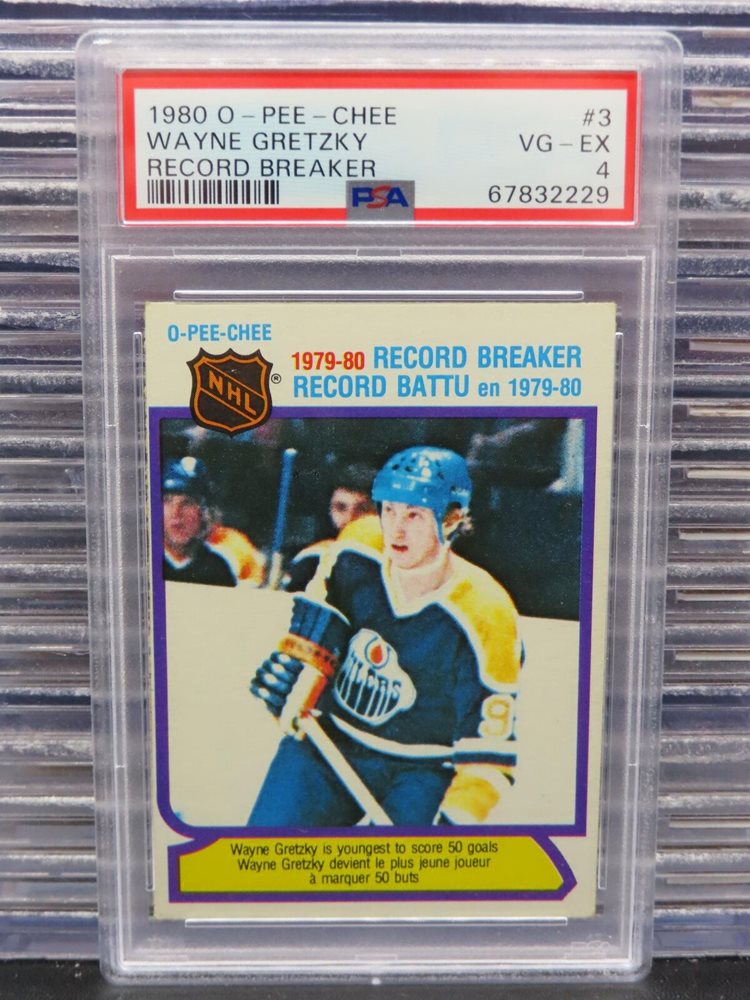 1980 O-PEE-CHEE #3
WAYNE GRETZKY VG-EX
RECORD BREAKER 4
PSA 67832229
O-PEE-CHEE
NHL ®
1979-80 RECORD BREAKER
RECORD BATTU en 1979-80
OILERS
9
Wayne Gretzky is youngest to score 50 goals
Wayne Gretzky devient le plus jeune joueur
à marquer 50 buts